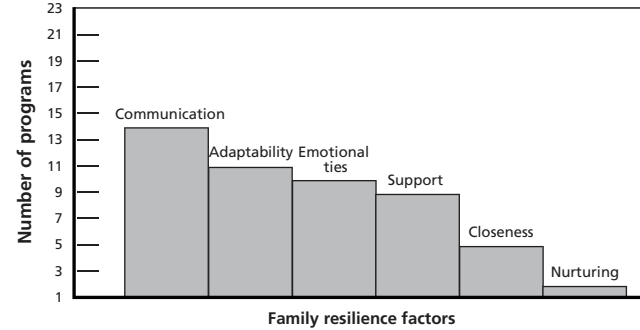 23
21
19
17
15
13
11
9
7
5
3
1
Number of programs
Communication
Adaptability
Emotional
ties
Support
Closeness
Nurturing
Family resilience factors